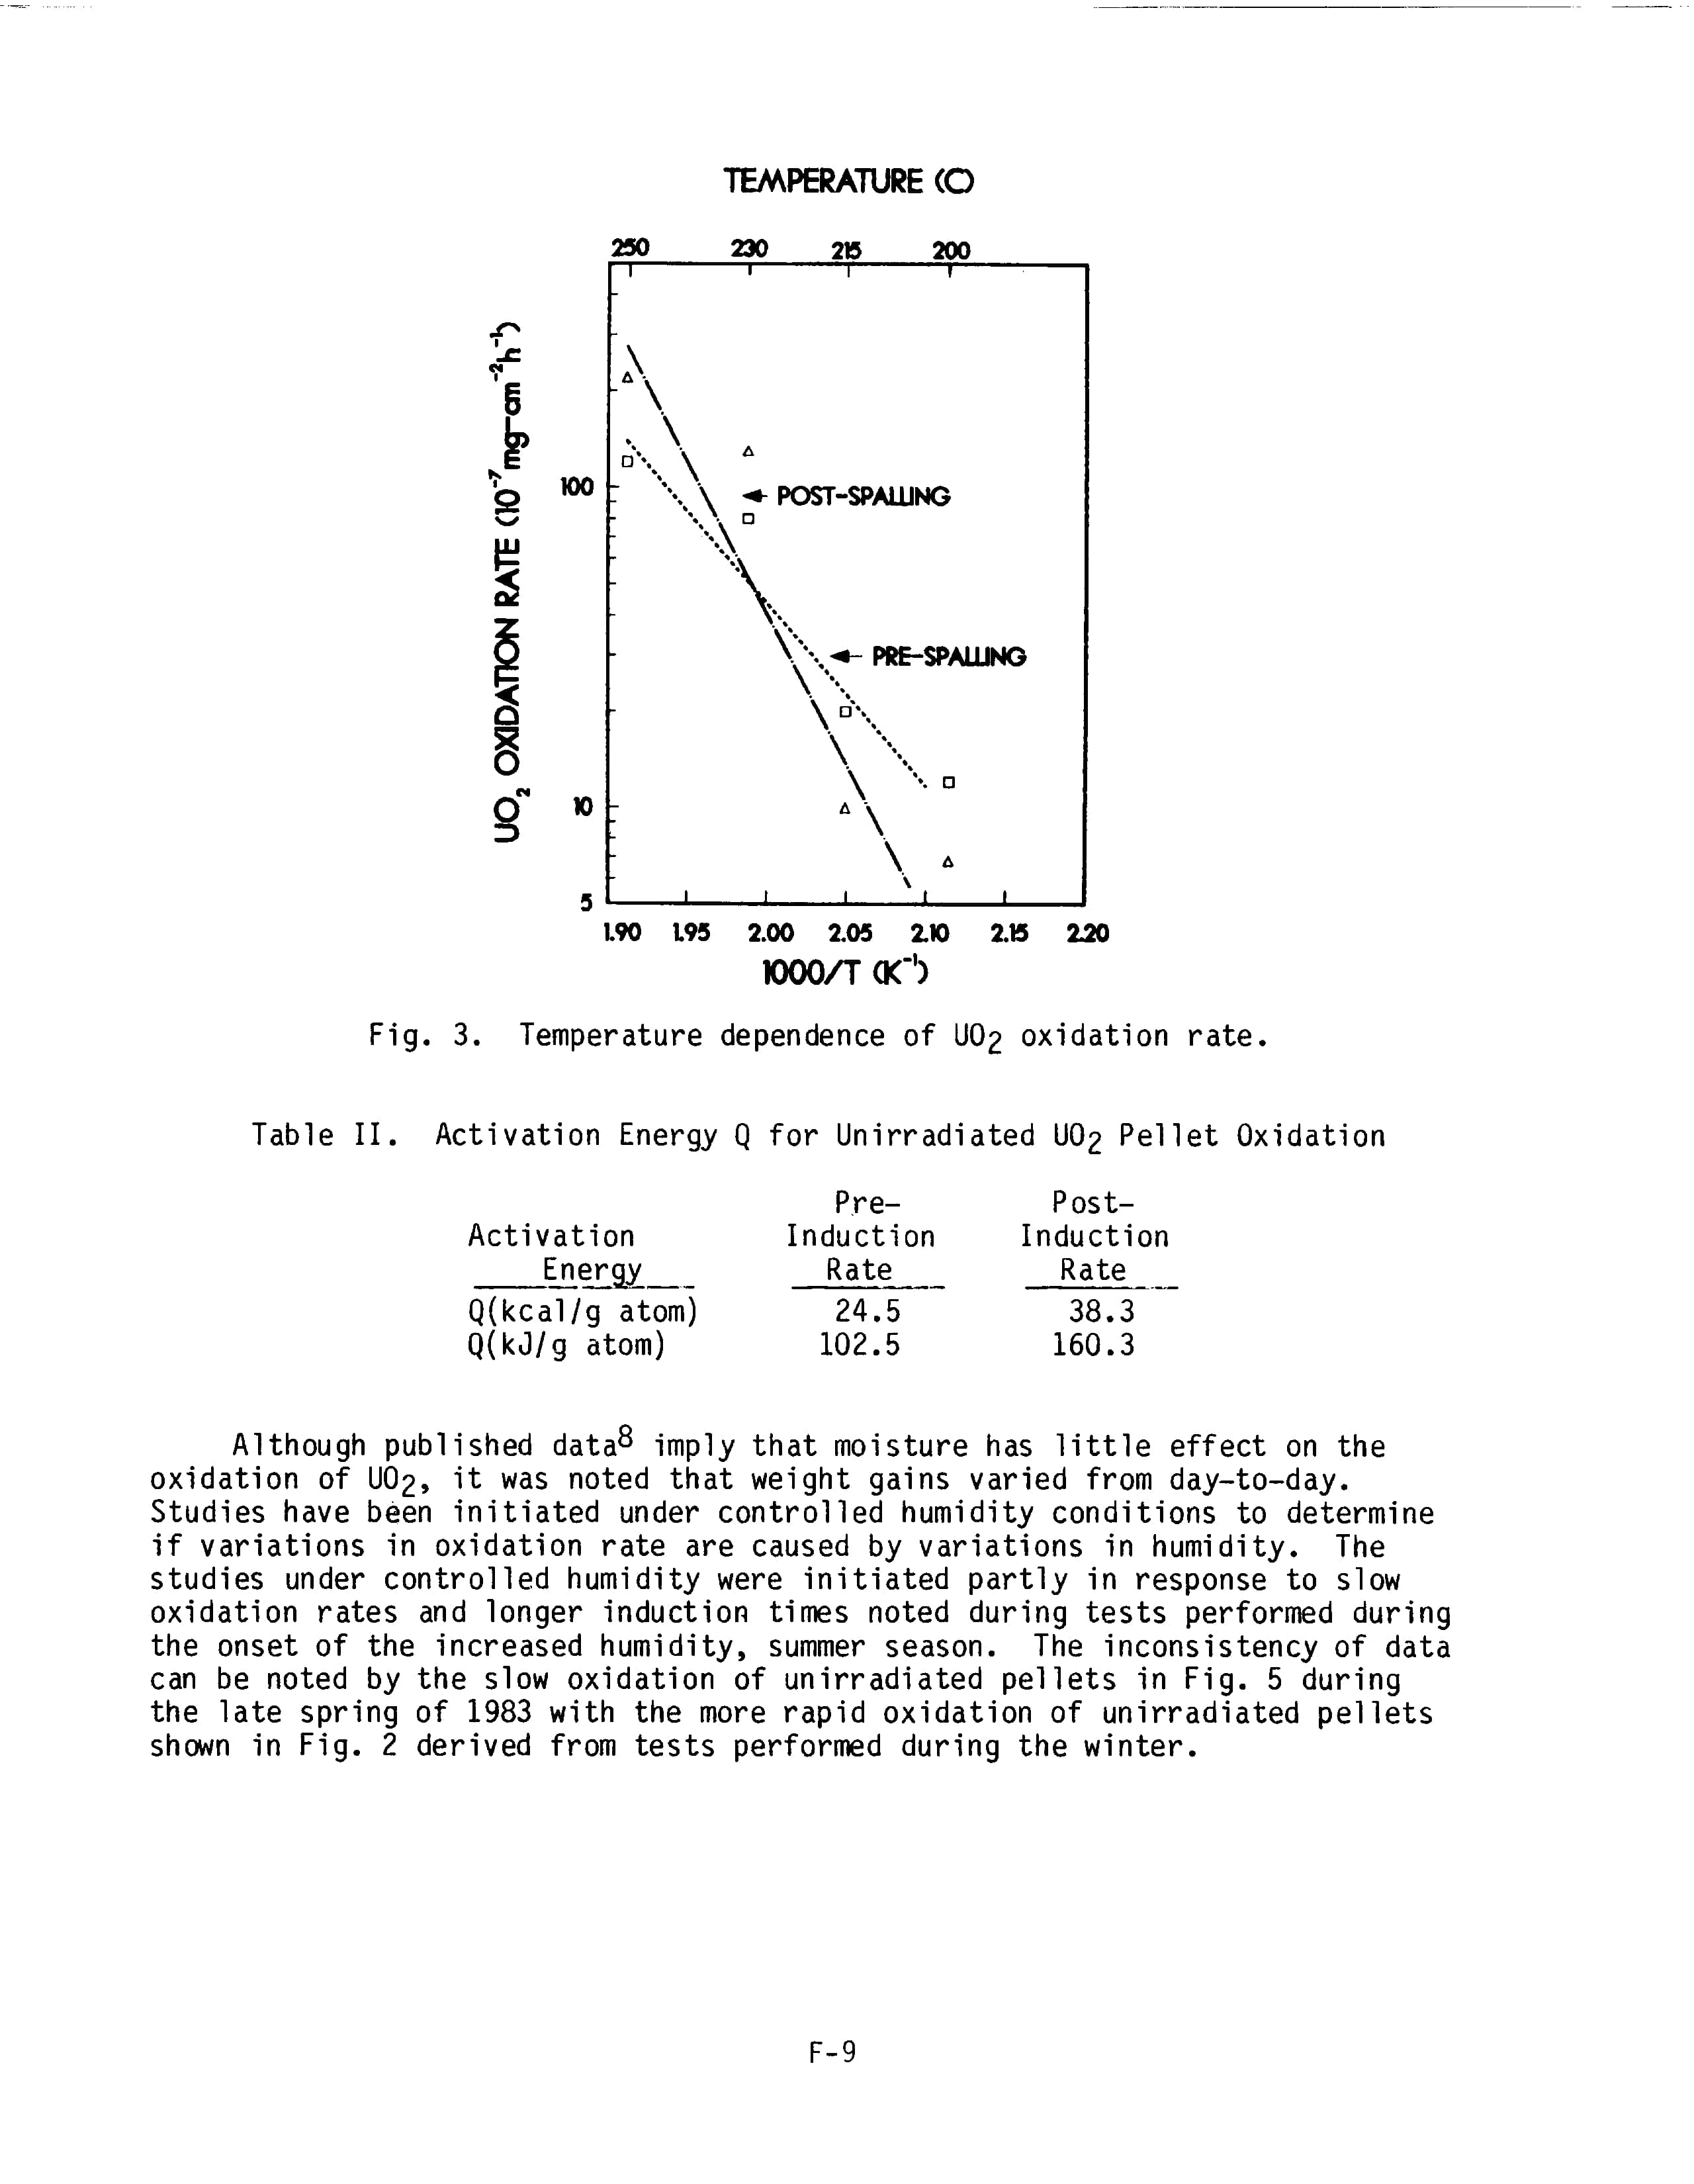 TEMPERATURE (C)
250 230 215 200
UO2 OXIDATION RATE (10-7 mg-cm-2h-1)
100
POST-SPALLING
PRE-SPALLING
10
5
1.90 1.95 2.00 2.05 2.10 2.15 2.20
1000/T (K-1)
Fig. 3. Temperature dependence of UO2 oxidation rate.
Table II. Activation Energy Q for Unirradiated UO2 Pellet Oxidation
Pre- Post-
Activation Induction Induction
Energy Rate Rate
Q(kcal/g atom) 24.5 38.3
Q(kJ/g atom) 102.5 160.3
Although published data8 imply that moisture has little effect on the
oxidation of UO2, it was noted that weight gains varied from day-to-day.
Studies have been initiated under controlled humidity conditions to determine
if variations in oxidation rate are caused by variations in humidity. The
studies under controlled humidity were initiated partly in response to slow
oxidation rates and longer induction times noted during tests performed during
the onset of the increased humidity, summer season. The inconsistency of data
can be noted by the slow oxidation of unirradiated pellets in Fig. 5 during
the late spring of 1983 with the more rapid oxidation of unirradiated pellets
shown in Fig. 2 derived from tests performed during the winter.
F-9